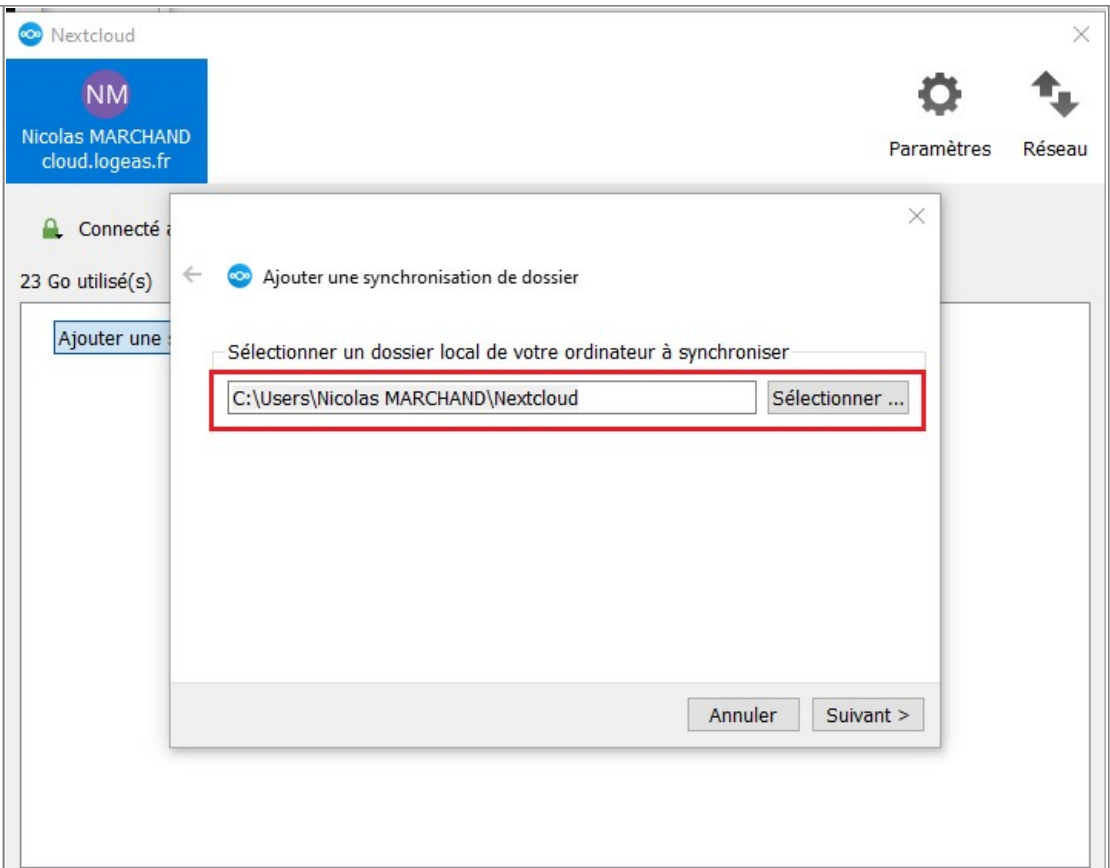 Nextcloud
NM
Nicolas MARCHAND
cloud.logeas.fr
Paramètres
Réseau
Connecté
23 Go utilisé(s)
Ajouter une
Ajouter une synchronisation de dossier
Sélectionner un dossier local de votre ordinateur à synchroniser
C:\Users\Nicolas MARCHAND\Nextcloud
Sélectionner ...
Annuler
Suivant >